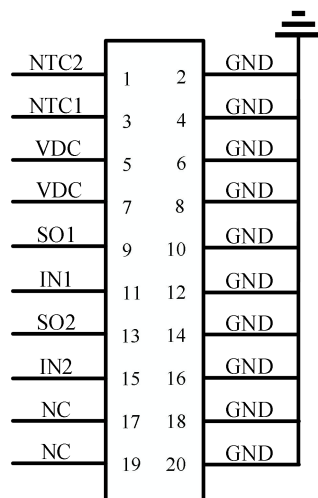 NTC2 1 2 GND
NTC1 3 4 GND
VDC 5 6 GND
VDC 7 8 GND
SO1 9 10 GND
IN1 11 12 GND
SO2 13 14 GND
IN2 15 16 GND
NC 17 18 GND
NC 19 20 GND